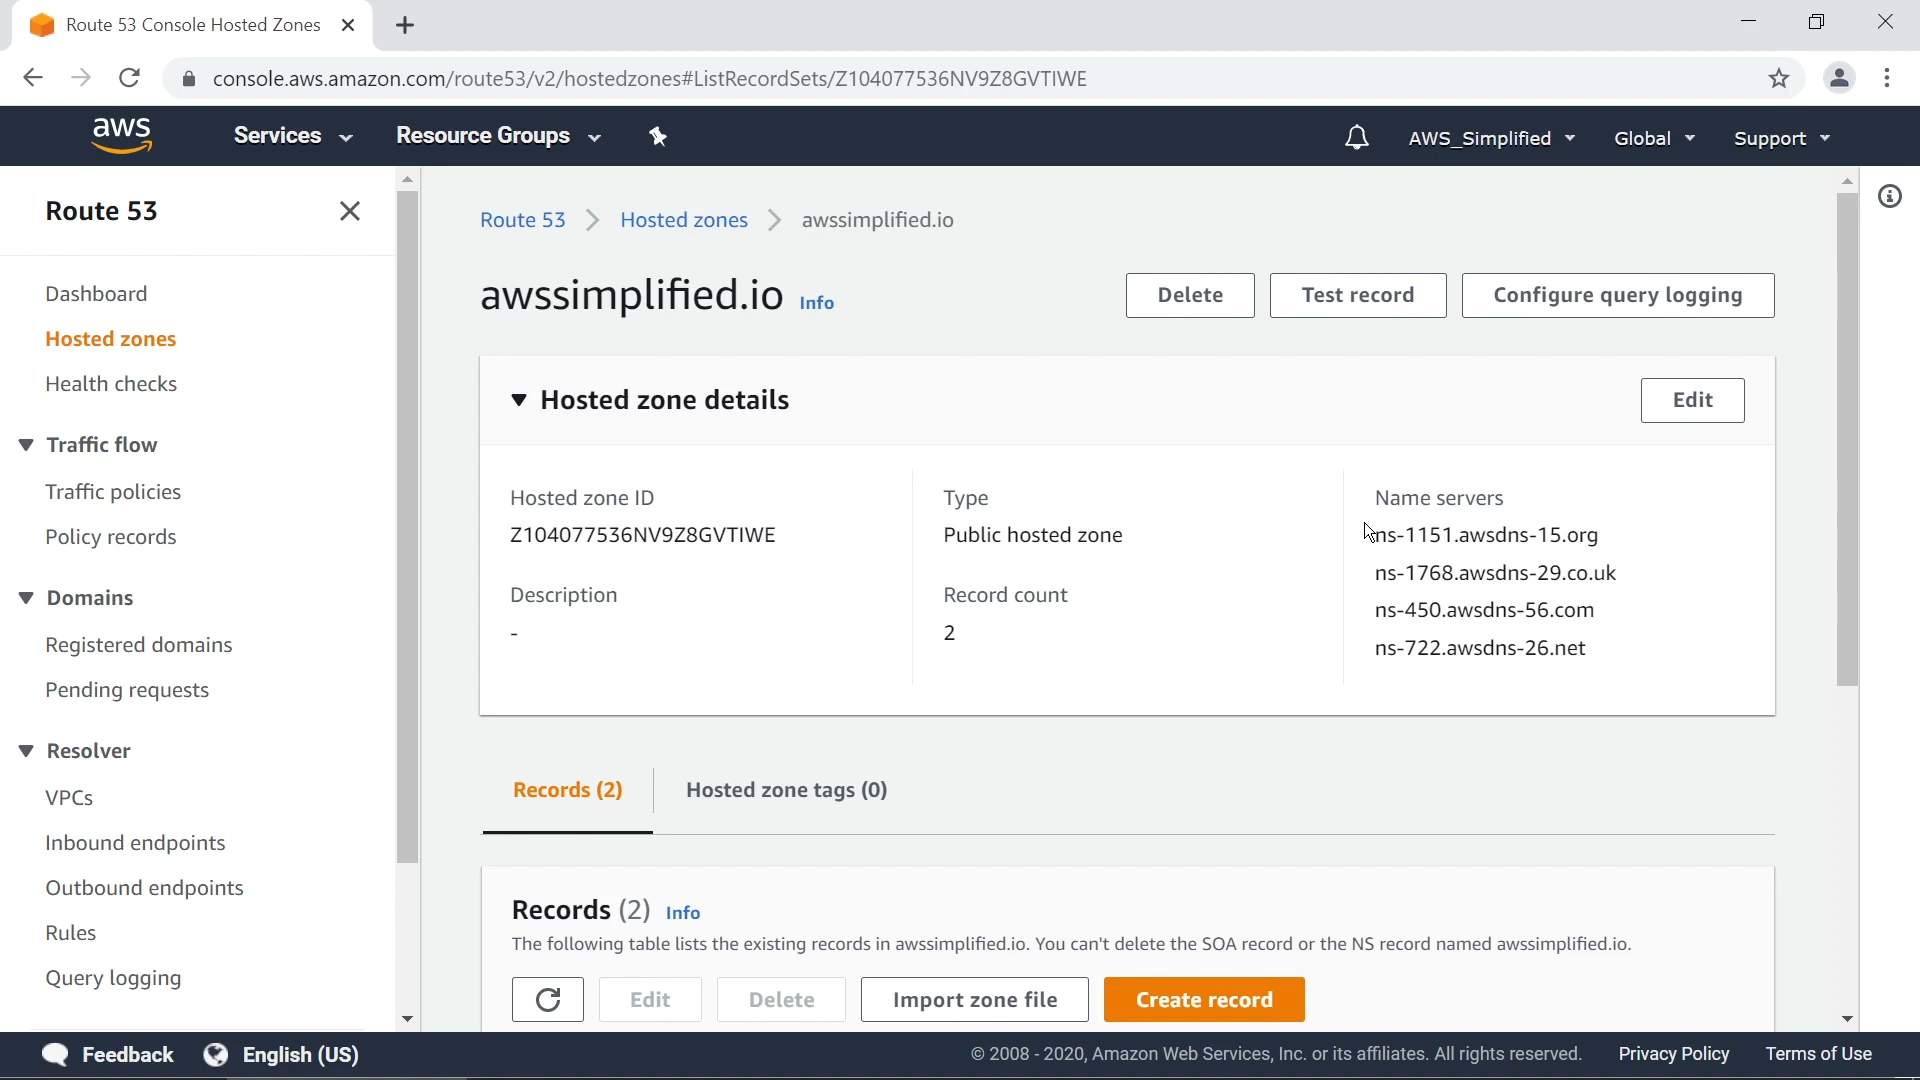 Route 53 Console Hosted Zones
console.aws.amazon.com/route53/v2/hostedzones#ListRecordSets/Z104077536NV9Z8GVTIWE
aws
Services
Resource Groups
AWS_Simplified
Global
Support
Route 53
Dashboard
Hosted zones
Health checks
Traffic flow
Traffic policies
Policy records
Domains
Registered domains
Pending requests
Resolver
VPCs
Inbound endpoints
Outbound endpoints
Rules
Query logging
Route 53 > Hosted zones > awssimplified.io
awssimplified.io Info
Delete
Test record
Configure query logging
Hosted zone details
Edit
Hosted zone ID
Z104077536NV9Z8GVTIWE
Description
-
Type
Public hosted zone
Record count
2
Name servers
ns-1151.awsdns-15.org
ns-1768.awsdns-29.co.uk
ns-450.awsdns-56.com
ns-722.awsdns-26.net
Records (2)
Hosted zone tags (0)
Records (2) Info
The following table lists the existing records in awssimplified.io. You can't delete the SOA record or the NS record named awssimplified.io.
Edit
Delete
Import zone file
Create record
Feedback
English (US)
© 2008 - 2020, Amazon Web Services, Inc. or its affiliates. All rights reserved.
Privacy Policy
Terms of Use